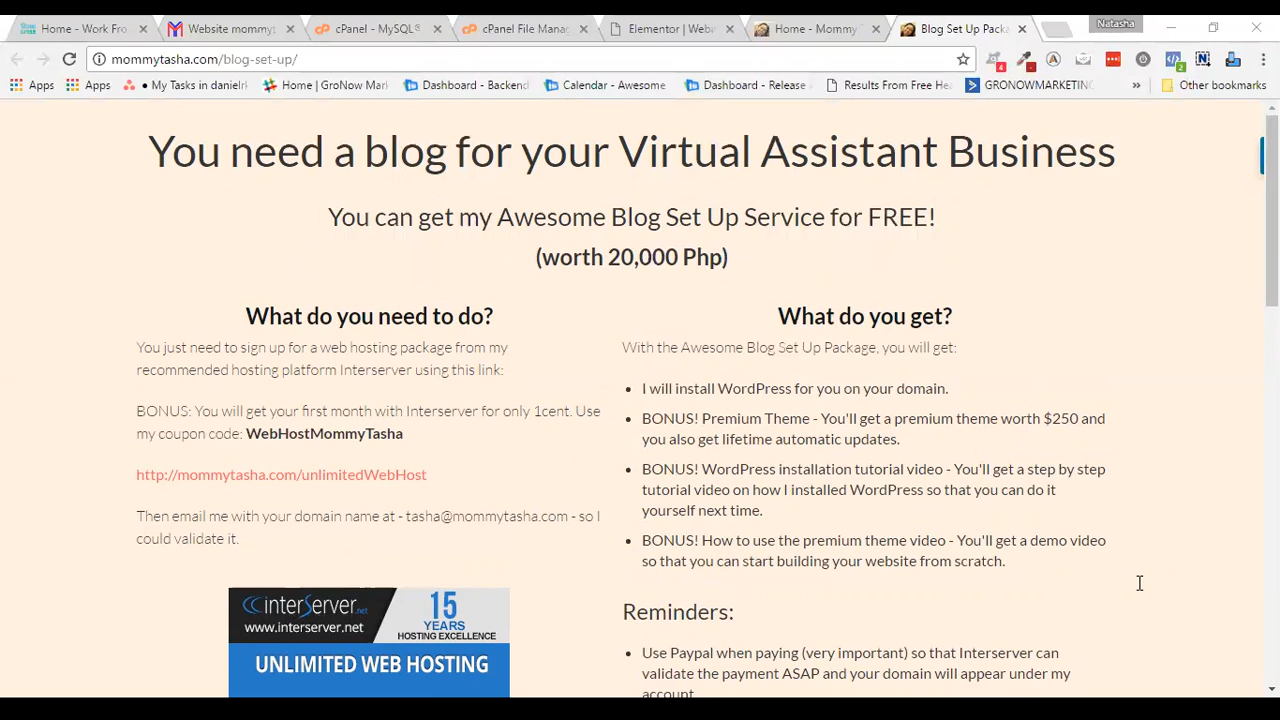 Home - Work Fro
Website mommyt
cPanel - MySQL®
cPanel File Mana
Elementor | Web
Home - Mommy
Blog Set Up Pack
Natasha
mommytasha.com/blog-set-up/
Apps
Apps
My Tasks in danielr
Home | GroNow Mar
Dashboard - Backend
Calendar - Awesome
Dashboard - Release
Results From Free He
GRONOWMARKETING
»
Other bookmarks
You need a blog for your Virtual Assistant Business
You can get my Awesome Blog Set Up Service for FREE!
(worth 20,000 Php)
What do you need to do?
You just need to sign up for a web hosting package from my
recommended hosting platform Interserver using this link:
BONUS: You will get your first month with Interserver for only 1cent. Use
my coupon code: WebHostMommyTasha
http://mommytasha.com/unlimitedWebHost
Then email me with your domain name at - tasha@mommytasha.com - so I
could validate it.
interServer.net
www.interserver.net
15
YEARS
HOSTING EXCELLENCE
UNLIMITED WEB HOSTING
What do you get?
With the Awesome Blog Set Up Package, you will get:
• I will install WordPress for you on your domain.
• BONUS! Premium Theme - You'll get a premium theme worth $250 and
you also get lifetime automatic updates.
• BONUS! WordPress installation tutorial video - You'll get a step by step
tutorial video on how I installed WordPress so that you can do it
yourself next time.
• BONUS! How to use the premium theme video - You'll get a demo video
so that you can start building your website from scratch.
Reminders:
• Use Paypal when paying (very important) so that Interserver can
validate the payment ASAP and your domain will appear under my
account.